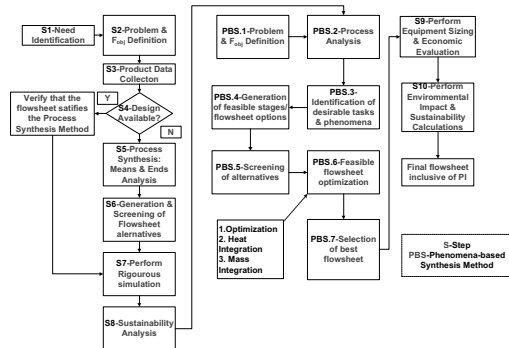 S1-Need
Identification
S2-Problem &
Fobj Definition
S3-Product Data
Collecton
Y
Verify that the
flowsheet satifies
the Process
Synthesis Method
S4-Design
Available?
N
S5-Process
Synthesis:
Means & Ends
Analysis
S6-Generation &
Screening of
Flowsheet
alernatives
S7-Perform
Rigourous
simulation
S8-Sustainability
Analysis
PBS.1-Problem
& Fobj Definition
PBS.2-Process
Analysis
PBS.3-
Identification of
desirable tasks
& phenomena
PBS.4-Generation
of feasible stages/
flowsheet options
PBS.5-Screening
of alternatives
PBS.6-Feasible
flowsheet
optimization
1.Optimization
2. Heat
Integration
3. Mass
Integration
PBS.7-Selection
of best
flowsheet
S9-Perform
Equipment Sizing
& Economic
Evaluation
S10-Perform
Environmental
Impact &
Sustainability
Calculations
Final flowsheet
inclusive of PI
S-Step
PBS-Phenomena-based
Synthesis Method